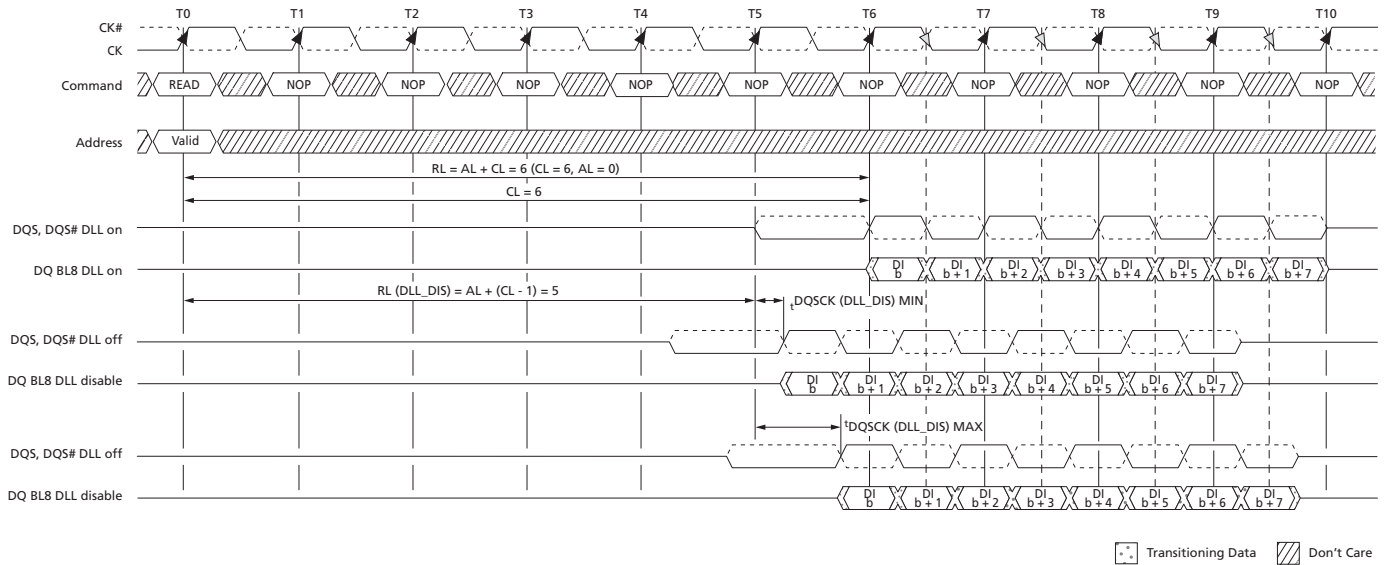 T0 T1 T2 T3 T4 T5 T6 T7 T8 T9 T10
CK#
CK
Command READ NOP NOP NOP NOP NOP NOP NOP NOP NOP NOP
Address Valid
RL = AL + CL = 6 (CL = 6, AL = 0)
CL = 6
DQS, DQS# DLL on
DQ BL8 DLL on DI b DI b + 1 DI b + 2 DI b + 3 DI b + 4 DI b + 5 DI b + 6 DI b + 7
RL (DLL_DIS) = AL + (CL - 1) = 5 tDQSCK (DLL_DIS) MIN
DQS, DQS# DLL off
DQ BL8 DLL disable DI b DI b + 1 DI b + 2 DI b + 3 DI b + 4 DI b + 5 DI b + 6 DI b + 7
tDQSCK (DLL_DIS) MAX
DQS, DQS# DLL off
DQ BL8 DLL disable DI b DI b + 1 DI b + 2 DI b + 3 DI b + 4 DI b + 5 DI b + 6 DI b + 7
Transitioning Data Don't Care